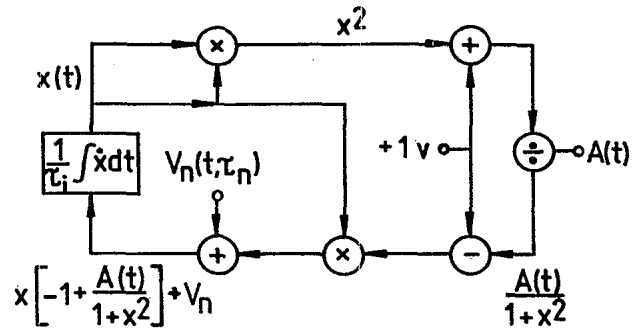 x²
×
+
x(t)
1/τᵢ ∫ẋdt
Vₙ(t,τₙ)
+1 v
÷
A(t)
+
×
−
x[-1+A(t)/1+x²]+Vₙ
A(t)/1+x²